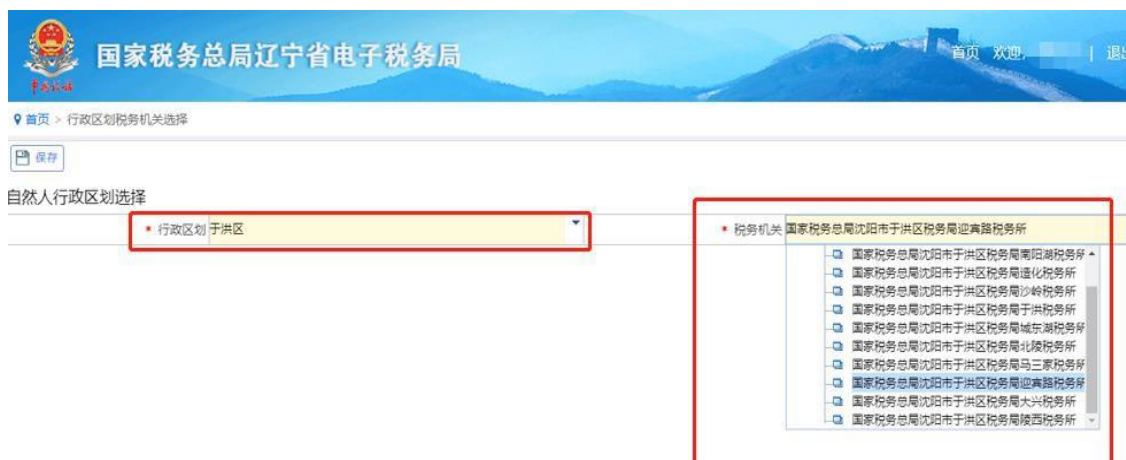 国家税务总局辽宁省电子税务局
首页 欢迎, | 退出
首页 > 行政区划税务机关选择
保存
自然人行政区划选择
* 行政区划 于洪区
* 税务机关 国家税务总局沈阳市于洪区税务局迎宾路税务所
国家税务总局沈阳市于洪区税务局南阳湖税务所
国家税务总局沈阳市于洪区税务局造化税务所
国家税务总局沈阳市于洪区税务局沙岭税务所
国家税务总局沈阳市于洪区税务局于洪税务所
国家税务总局沈阳市于洪区税务局城东湖税务所
国家税务总局沈阳市于洪区税务局北陵税务所
国家税务总局沈阳市于洪区税务局马三家税务所
国家税务总局沈阳市于洪区税务局迎宾路税务所
国家税务总局沈阳市于洪区税务局大兴税务所
国家税务总局沈阳市于洪区税务局陵西税务所